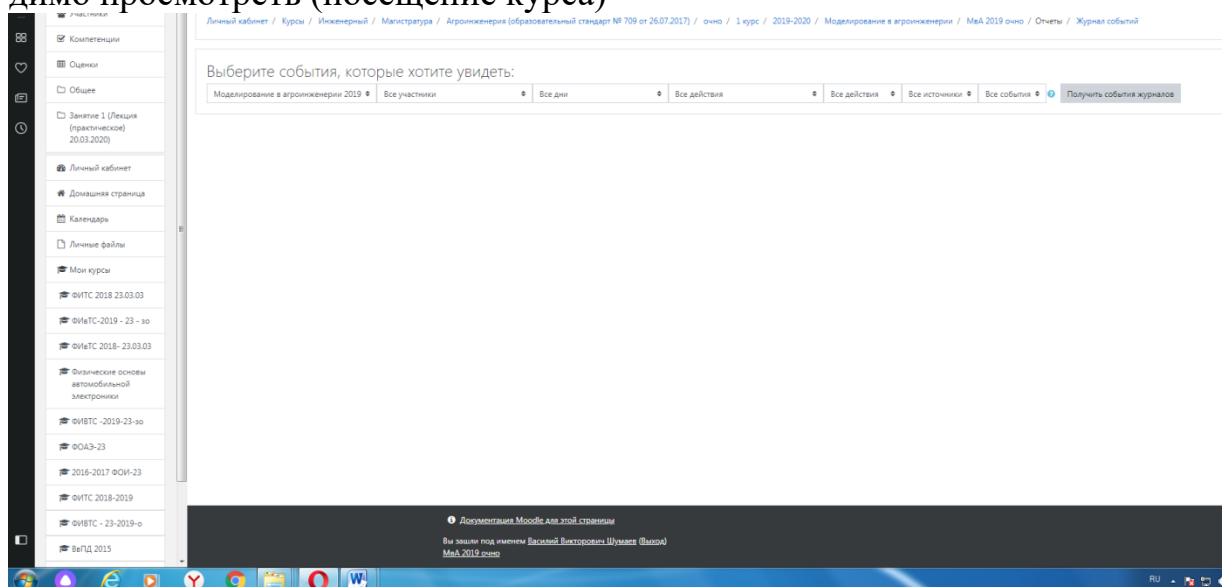 димо просмотреть (посещение курса)
Участники
Компетенции
Оценки
Общее
Занятие 1 (Лекция
(практическое)
20.03.2020)
Личный кабинет
Домашняя страница
Календарь
Личные файлы
Мои курсы
ФИТС 2018 23.03.03
ФИвТС-2019 - 23 - зо
ФИвТС 2018- 23.03.03
Физические основы
автомобильной
электроники
ФИВТС -2019-23-зо
ФОАЭ-23
2016-2017 ФОИ-23
ФИТС 2018-2019
ФИВТС - 23-2019-о
ВвПД 2015
Личный кабинет / Курсы / Инженерный / Магистратура / Агроинженерия (образовательный стандарт № 709 от 26.07.2017) / очно / 1 курс / 2019-2020 / Моделирование в агроинженерии / МвА 2019 очно / Отчеты / Журнал событий
Выберите события, которые хотите увидеть:
Моделирование в агроинженерии 2019 Все участники Все дни Все действия Все действия Все источники Все события Получить события журналов
Документация Moodle для этой страницы
Вы зашли под именем Василий Викторович Шумаев (Выход)
МвА 2019 очно
RU